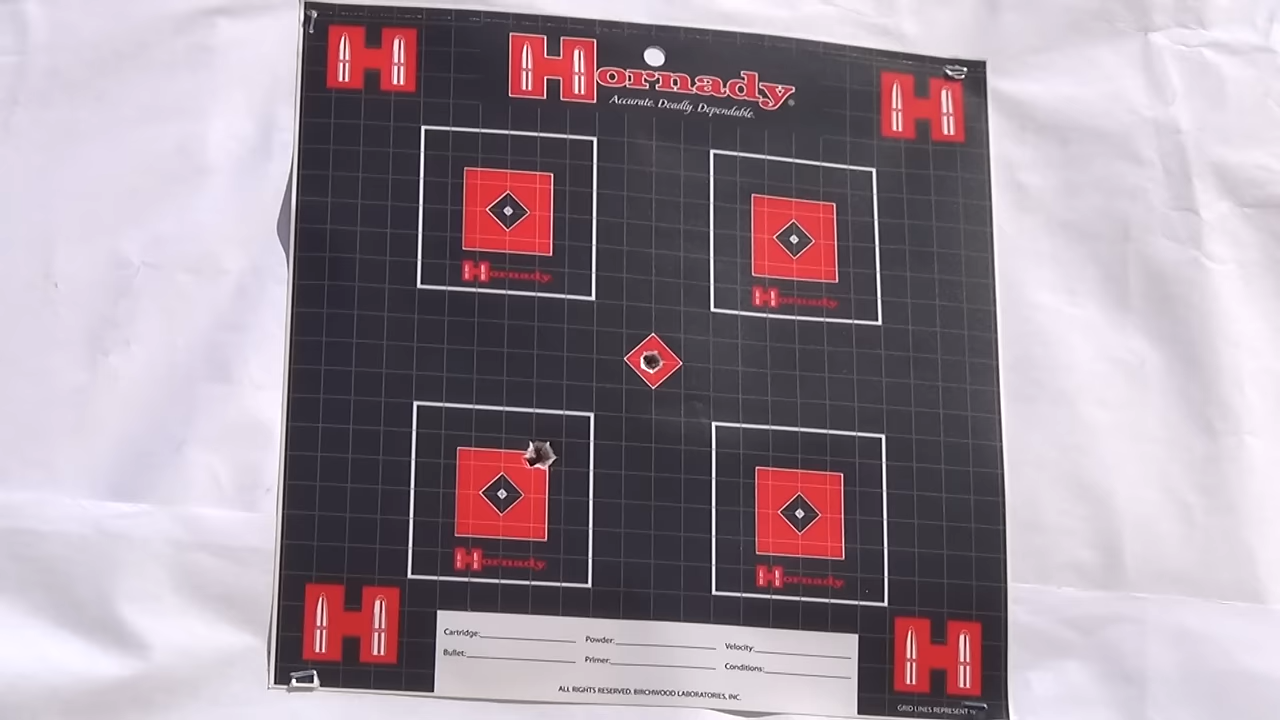 Hornady®
Accurate. Deadly. Dependable.
Hornady
Hornady
Hornady
Hornady
Cartridge: Powder: Velocity:
Bullet: Primer: Conditions:
ALL RIGHTS RESERVED. BIRCHWOOD LABORATORIES, INC.
GRID LINES REPRESENT